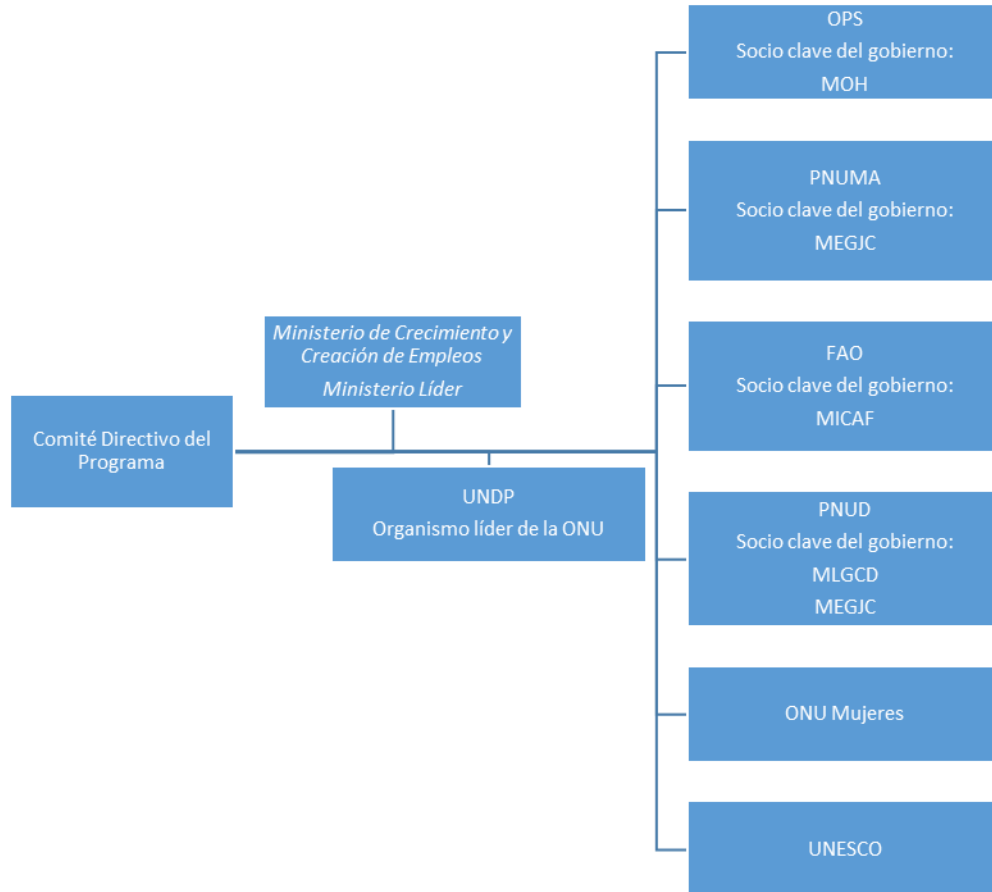 Comité Directivo del
Programa
Ministerio de Crecimiento y
Creación de Empleos
Ministerio Líder
UNDP
Organismo líder de la ONU
OPS
Socio clave del gobierno:
MOH
PNUMA
Socio clave del gobierno:
MEGJC
FAO
Socio clave del gobierno:
MICAF
PNUD
Socio clave del gobierno:
MLGCD
MEGJC
ONU Mujeres
UNESCO